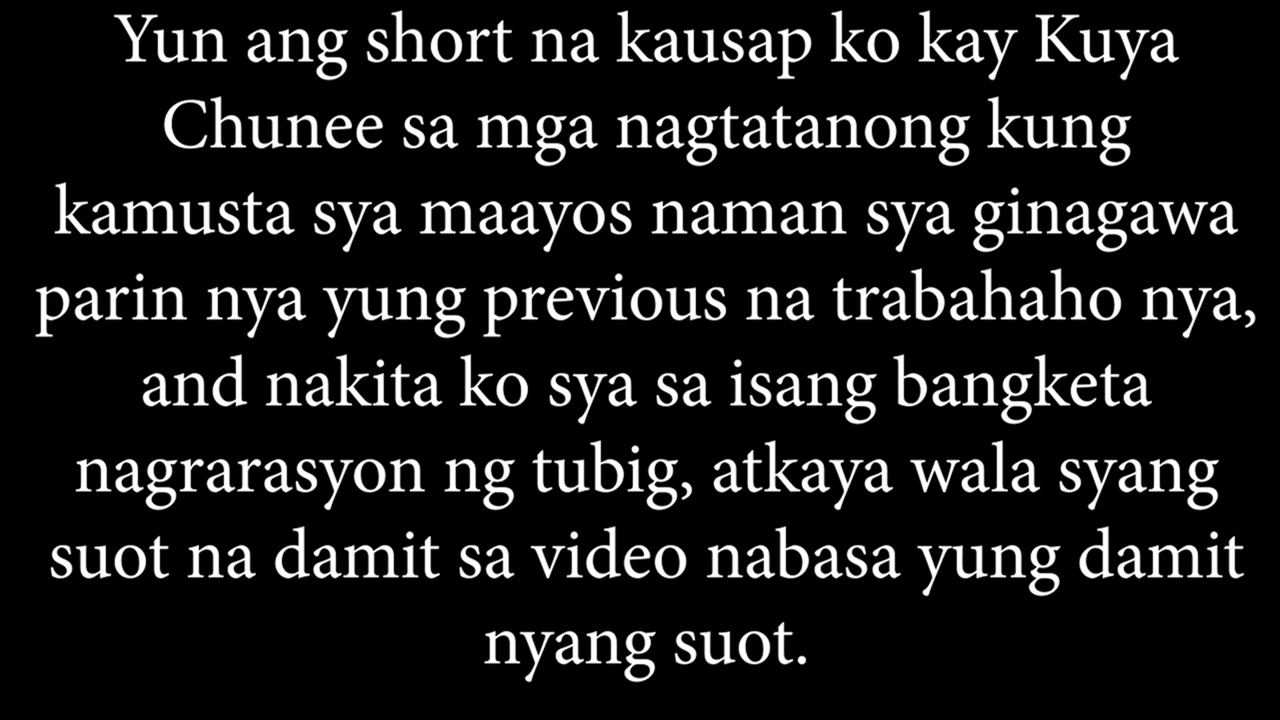 Yun ang short na kausap ko kay Kuya
Chunee sa mga nagtatanong kung
kamusta sya maayos naman sya ginagawa
parin nya yung previous na trabahaho nya,
and nakita ko sya sa isang bangketa
nagrarasyon ng tubig, atkaya wala syang
suot na damit sa video nabasa yung damit
nyang suot.